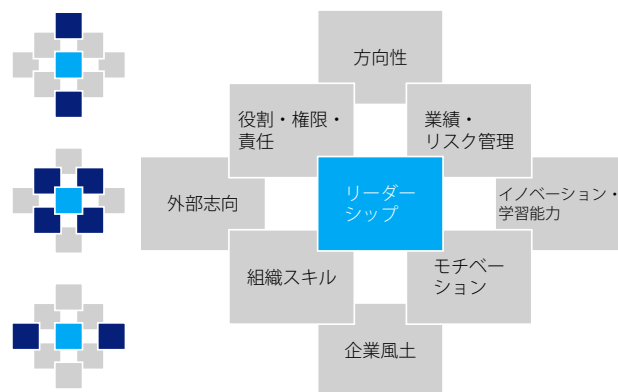 方向性
役割・権限・
責任
業績・
リスク管理
外部志向
リーダー
シップ
イノベーション・
学習能力
組織スキル
モチベー
ション
企業風土